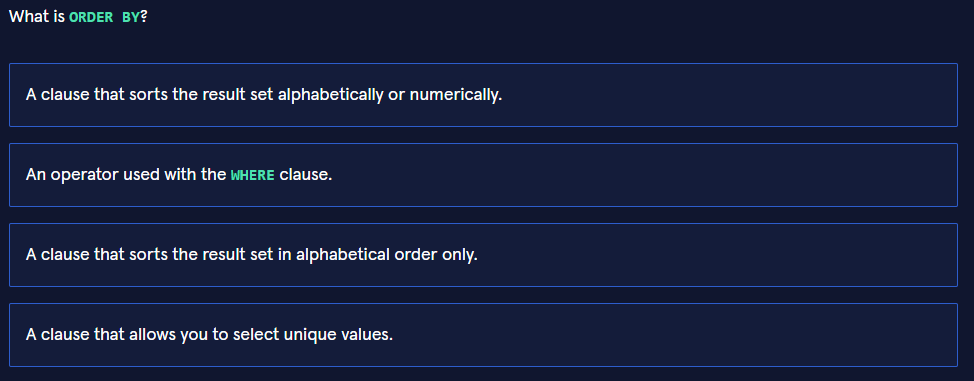 What is ORDER BY?
A clause that sorts the result set alphabetically or numerically.
An operator used with the WHERE clause.
A clause that sorts the result set in alphabetical order only.
A clause that allows you to select unique values.